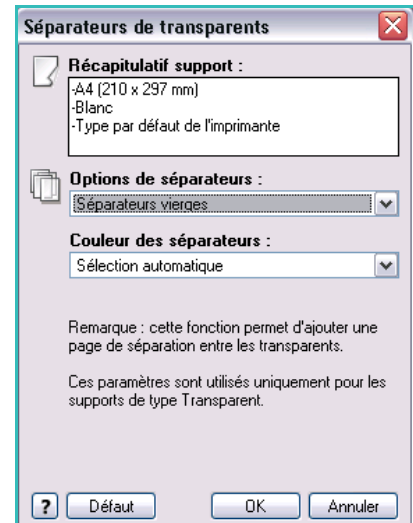 Séparateurs de transparents
Récapitulatif support :
-A4 (210 x 297 mm)
-Blanc
-Type par défaut de l'imprimante
Options de séparateurs :
Séparateurs vierges
Couleur des séparateurs :
Sélection automatique
Remarque : cette fonction permet d'ajouter une
page de séparation entre les transparents.
Ces paramètres sont utilisés uniquement pour les
supports de type Transparent.
? Défaut OK Annuler